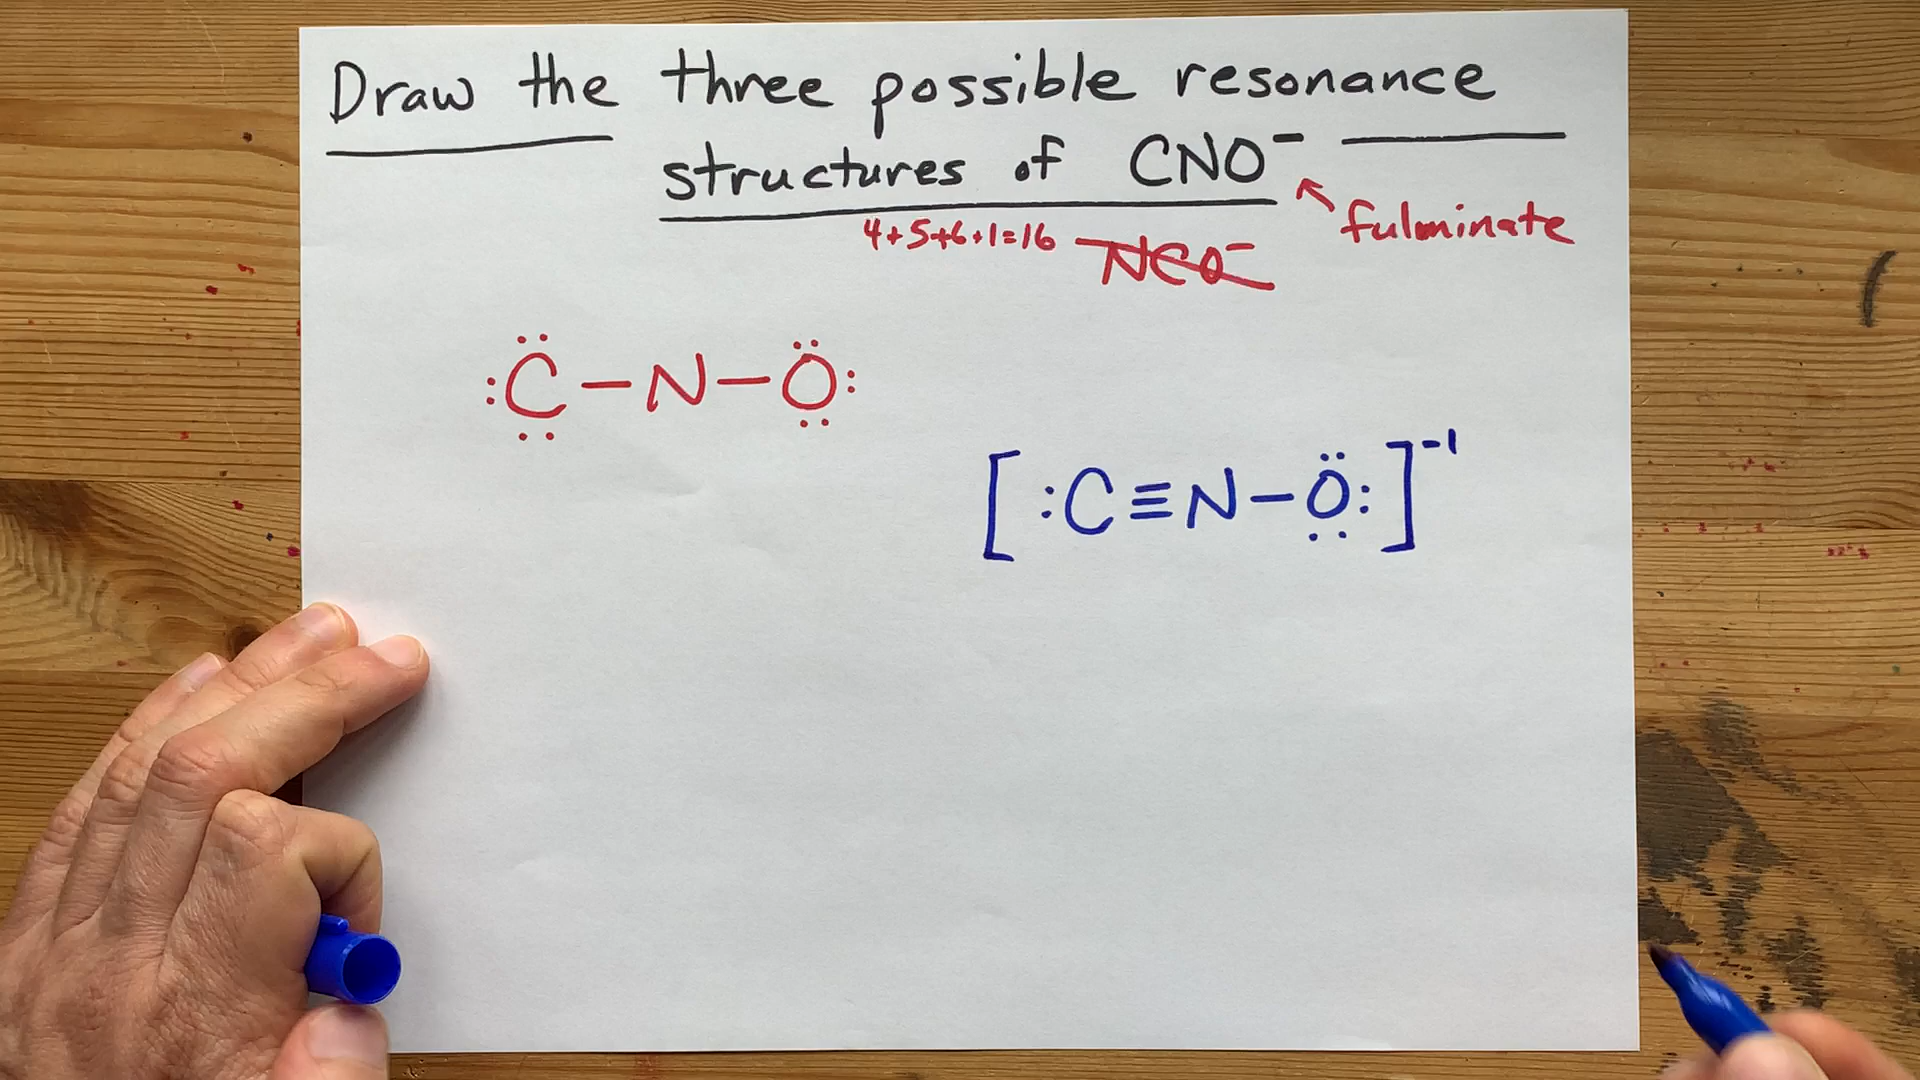 Draw the three possible resonance
structures of CNO⁻
fulminate
4+5+6+1=16
NCO⁻
:C̈—N—Ö:
[:C≡N—Ö:]⁻¹